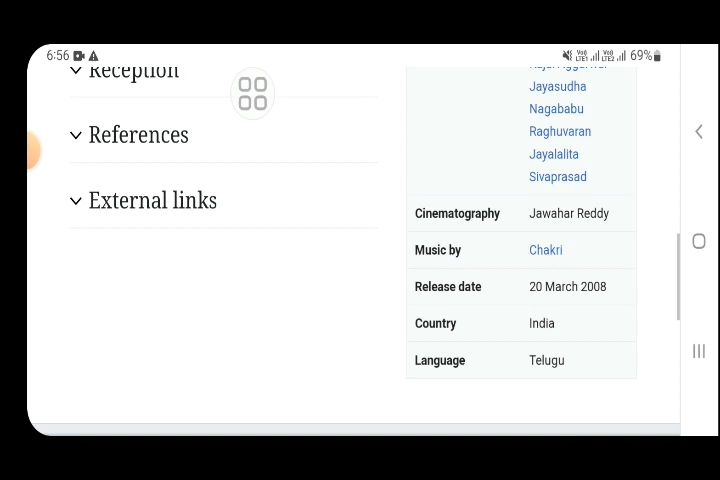 6:56
69%
Reception
References
External links
Jayasudha
Nagababu
Raghuvaran
Jayalalita
Sivaprasad
Cinematography Jawahar Reddy
Music by Chakri
Release date 20 March 2008
Country India
Language Telugu